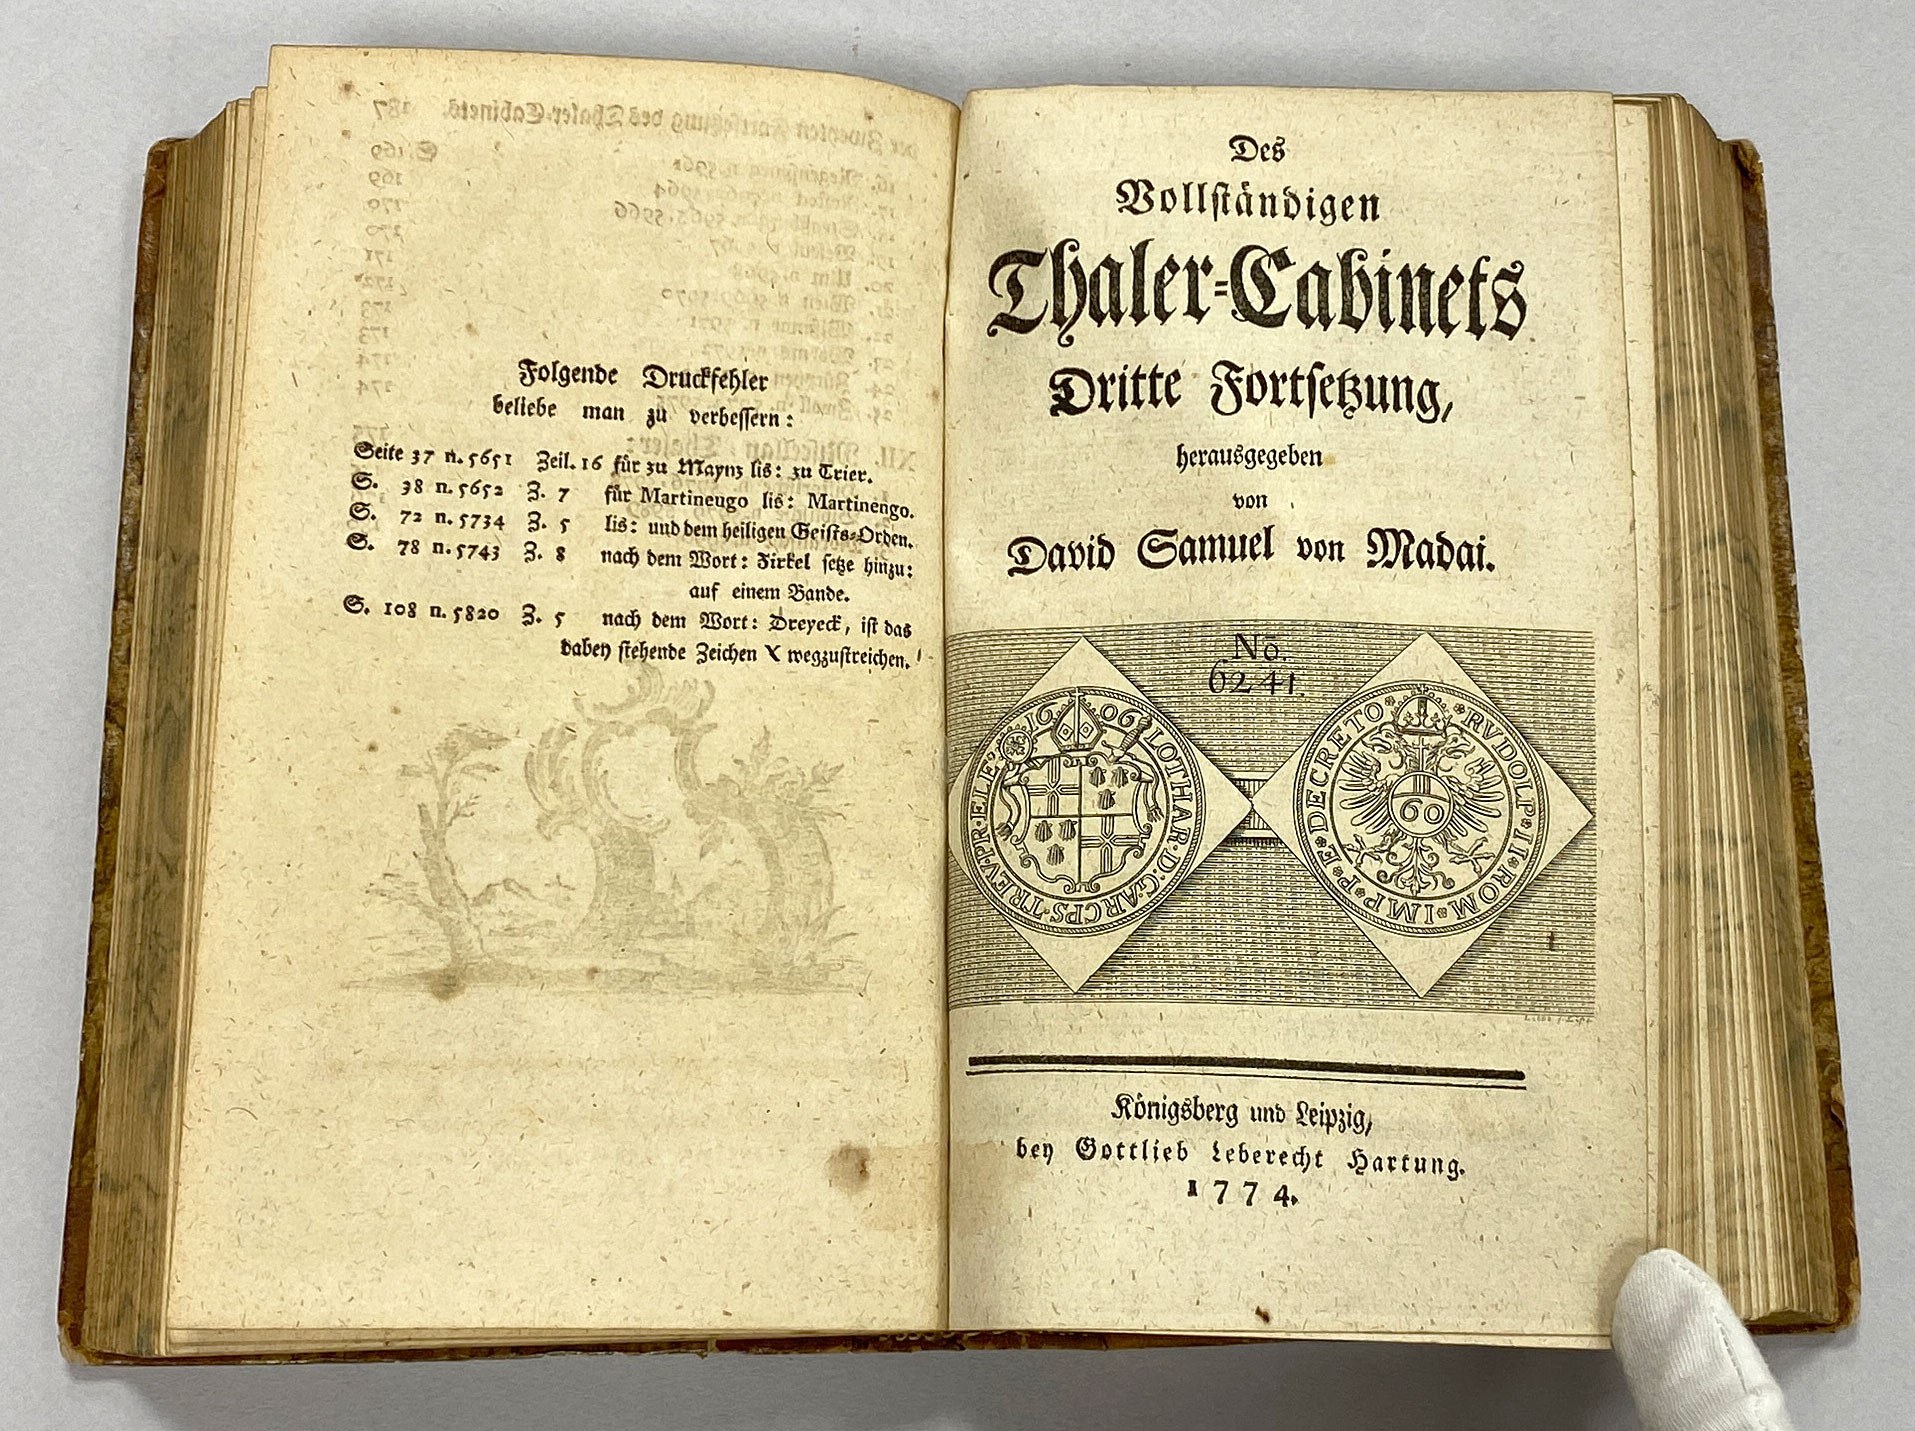 Folgende Druckfehler
beliebe man zu verbessern:
Seite 37 n. 5651 Zeil. 16 für zu Maynz lis: zu Trier.
S. 38 n. 5652 Z. 7 für Martineugo lis: Martinengo.
S. 72 n. 5734 Z. 5 lis: und dem heiligen Geists-Orden.
S. 78 n. 5743 Z. 8 nach dem Wort: Zirkel setze hinzu:
auf einem Bande.
S. 108 n. 5820 Z. 5 nach dem Wort: Dreyeck, ist das
dabey stehende Zeichen X wegzustreichen.
Des
Vollständigen
Thaler-Cabinets
Dritte Fortsetzung,
herausgegeben
von
David Samuel von Madai.
No.
6241.
1606 LOTHAR·D:G·ARCPS·TREV·P·R·ELE
RVDOLP·II·ROM·IMP·P·F·DECRETO
60
Königsberg und Leipzig,
bey Gottlieb Leberecht Hartung.
1774.